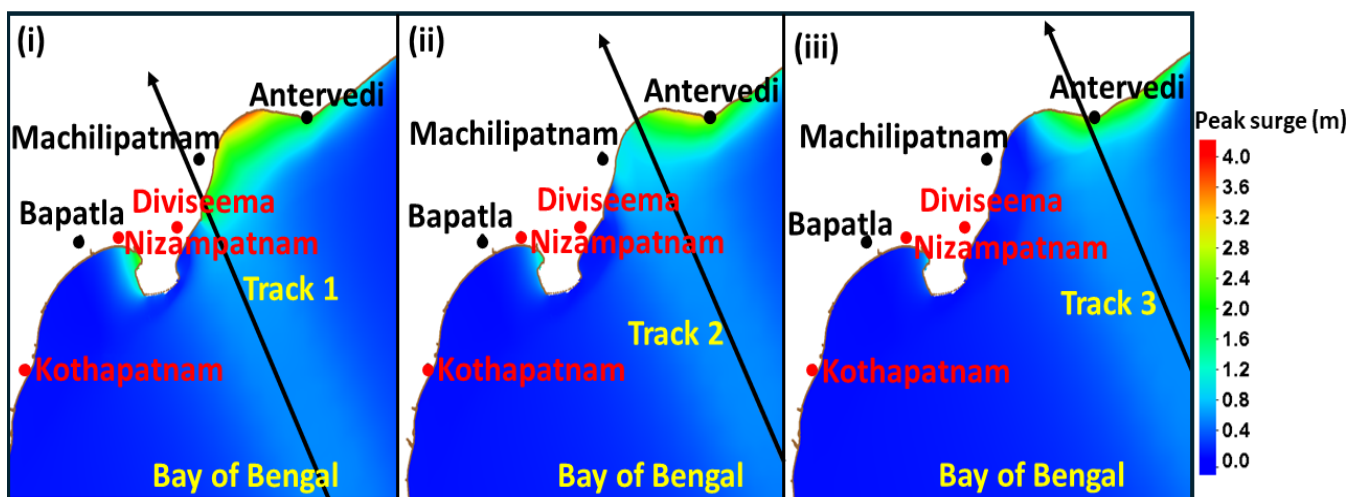 (i)
Antervedi
Machilipatnam
Diviseema
Bapatla
Nizampatnam
Track 1
Kothapatnam
Bay of Bengal
(ii)
Antervedi
Machilipatnam
Diviseema
Bapatla
Nizampatnam
Track 2
Kothapatnam
Bay of Bengal
(iii)
Antervedi
Machilipatnam
Diviseema
Bapatla
Nizampatnam
Track 3
Kothapatnam
Bay of Bengal
Peak surge (m)
4.0
3.6
3.2
2.8
2.4
2.0
1.6
1.2
0.8
0.4
0.0